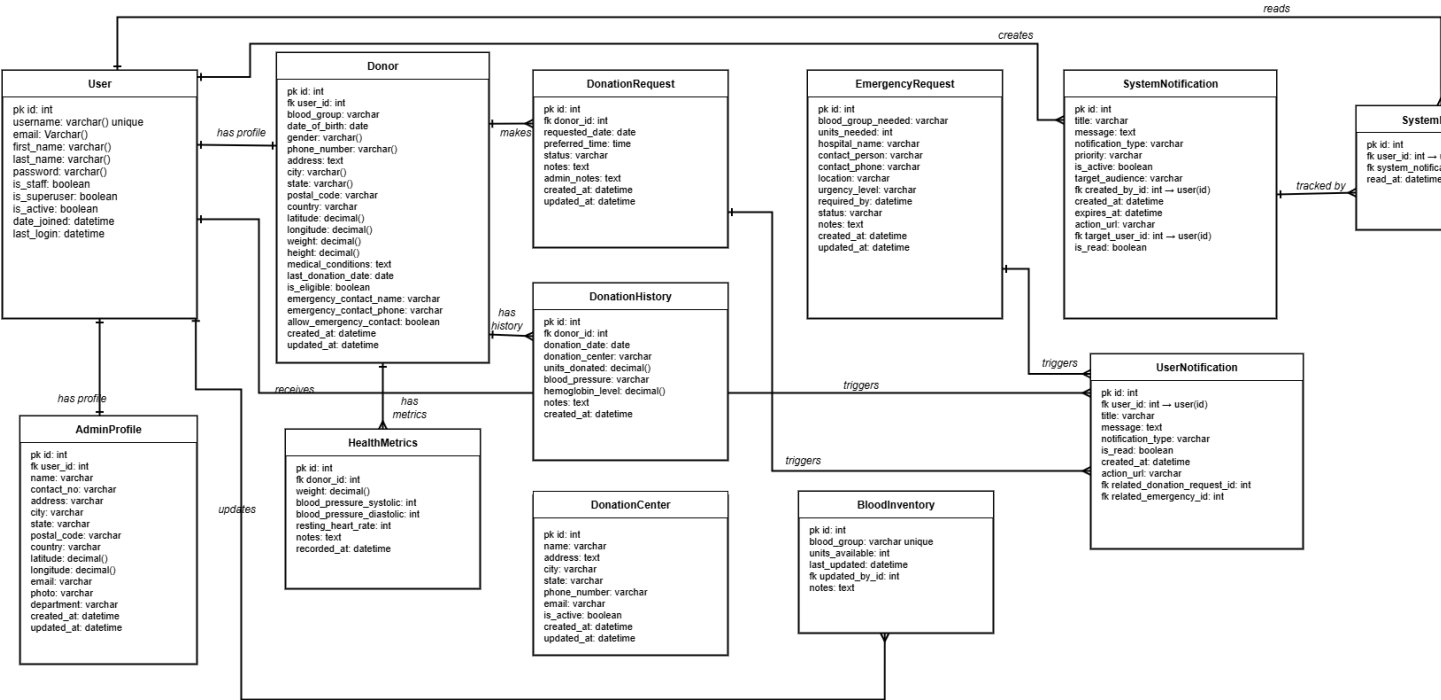 reads
creates
User
pk id: int
username: varchar() unique
email: Varchar()
first_name: varchar()
last_name: varchar()
password: varchar()
is_staff: boolean
is_superuser: boolean
is_active: boolean
date_joined: datetime
last_login: datetime
has profile
Donor
pk id: int
fk user_id: int
blood_group: varchar
date_of_birth: date
gender: varchar()
phone_number: varchar()
address: text
city: varchar()
state: varchar()
postal_code: varchar
country: varchar
latitude: decimal()
longitude: decimal()
weight: decimal()
height: decimal()
medical_conditions: text
last_donation_date: date
is_eligible: boolean
emergency_contact_name: varchar
emergency_contact_phone: varchar
allow_emergency_contact: boolean
created_at: datetime
updated_at: datetime
makes
DonationRequest
pk id: int
fk donor_id: int
requested_date: date
preferred_time: time
status: varchar
notes: text
admin_notes: text
created_at: datetime
updated_at: datetime
EmergencyRequest
pk id: int
blood_group_needed: varchar
units_needed: int
hospital_name: varchar
contact_person: varchar
contact_phone: varchar
location: varchar
urgency_level: varchar
required_by: datetime
status: varchar
notes: text
created_at: datetime
updated_at: datetime
SystemNotification
pk id: int
title: varchar
message: text
notification_type: varchar
priority: varchar
is_active: boolean
target_audience: varchar
fk created_by_id: int → user(id)
created_at: datetime
expires_at: datetime
action_url: varchar
fk target_user_id: int → user(id)
is_read: boolean
tracked by
pk id: int
fk user_id: int →
fk
read_at: datetime
has
history
DonationHistory
pk id: int
fk donor_id: int
donation_date: date
donation_center: varchar
units_donated: decimal()
blood_pressure: varchar
hemoglobin_level: decimal()
notes: text
created_at: datetime
triggers
UserNotification
pk id: int
fk user_id: int → user(id)
title: varchar
message: text
notification_type: varchar
is_read: boolean
created_at: datetime
action_url: varchar
fk related_donation_request_id: int
fk related_emergency_id: int
receives
triggers
triggers
has profile
has
metrics
AdminProfile
pk id: int
fk user_id: int
name: varchar
contact_no: varchar
address: varchar
city: varchar
state: varchar
postal_code: varchar
country: varchar
latitude: decimal()
longitude: decimal()
email: varchar
photo: varchar
department: varchar
created_at: datetime
updated_at: datetime
updates
HealthMetrics
pk id: int
fk donor_id: int
weight: decimal()
blood_pressure_systolic: int
blood_pressure_diastolic: int
resting_heart_rate: int
notes: text
recorded_at: datetime
DonationCenter
pk id: int
name: varchar
address: text
city: varchar
state: varchar
phone_number: varchar
email: varchar
is_active: boolean
created_at: datetime
updated_at: datetime
BloodInventory
pk id: int
blood_group: varchar unique
units_available: int
last_updated: datetime
fk updated_by_id: int
notes: text